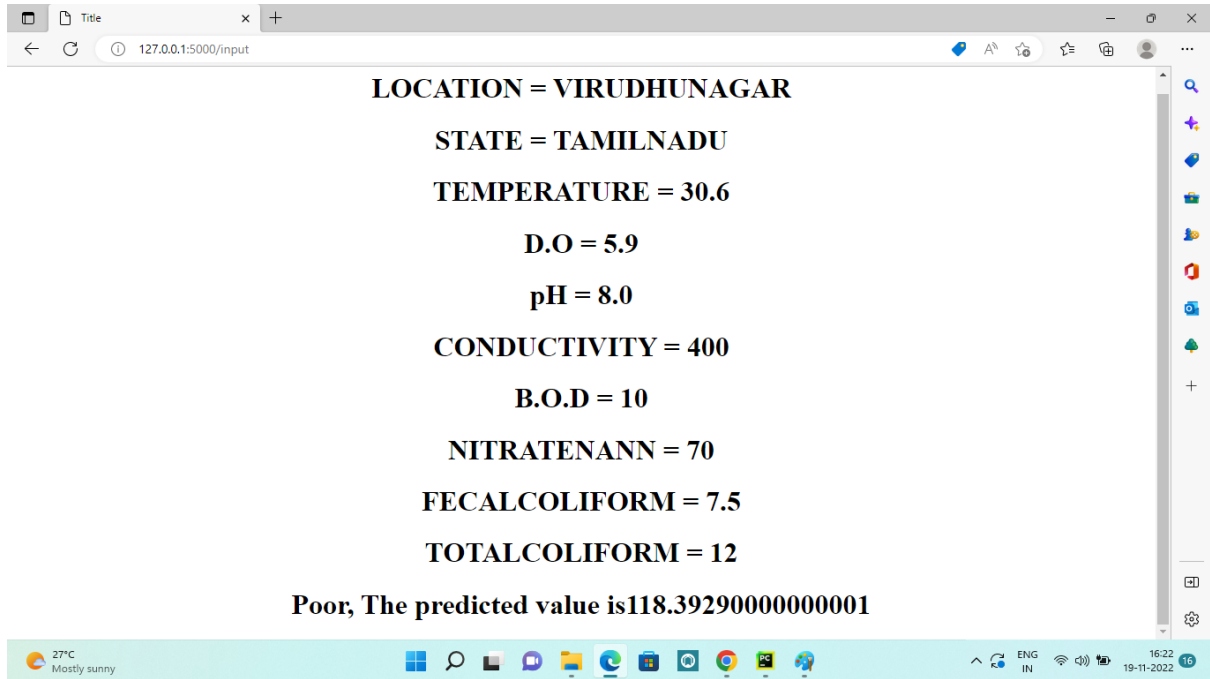 Title
127.0.0.1:5000/input
LOCATION = VIRUDHUNAGAR
STATE = TAMILNADU
TEMPERATURE = 30.6
D.O = 5.9
pH = 8.0
CONDUCTIVITY = 400
B.O.D = 10
NITRATENANN = 70
FECALCOLIFORM = 7.5
TOTALCOLIFORM = 12
Poor, The predicted value is118.39290000000001
27°C
Mostly sunny
ENG
IN
16:22
19-11-2022
16